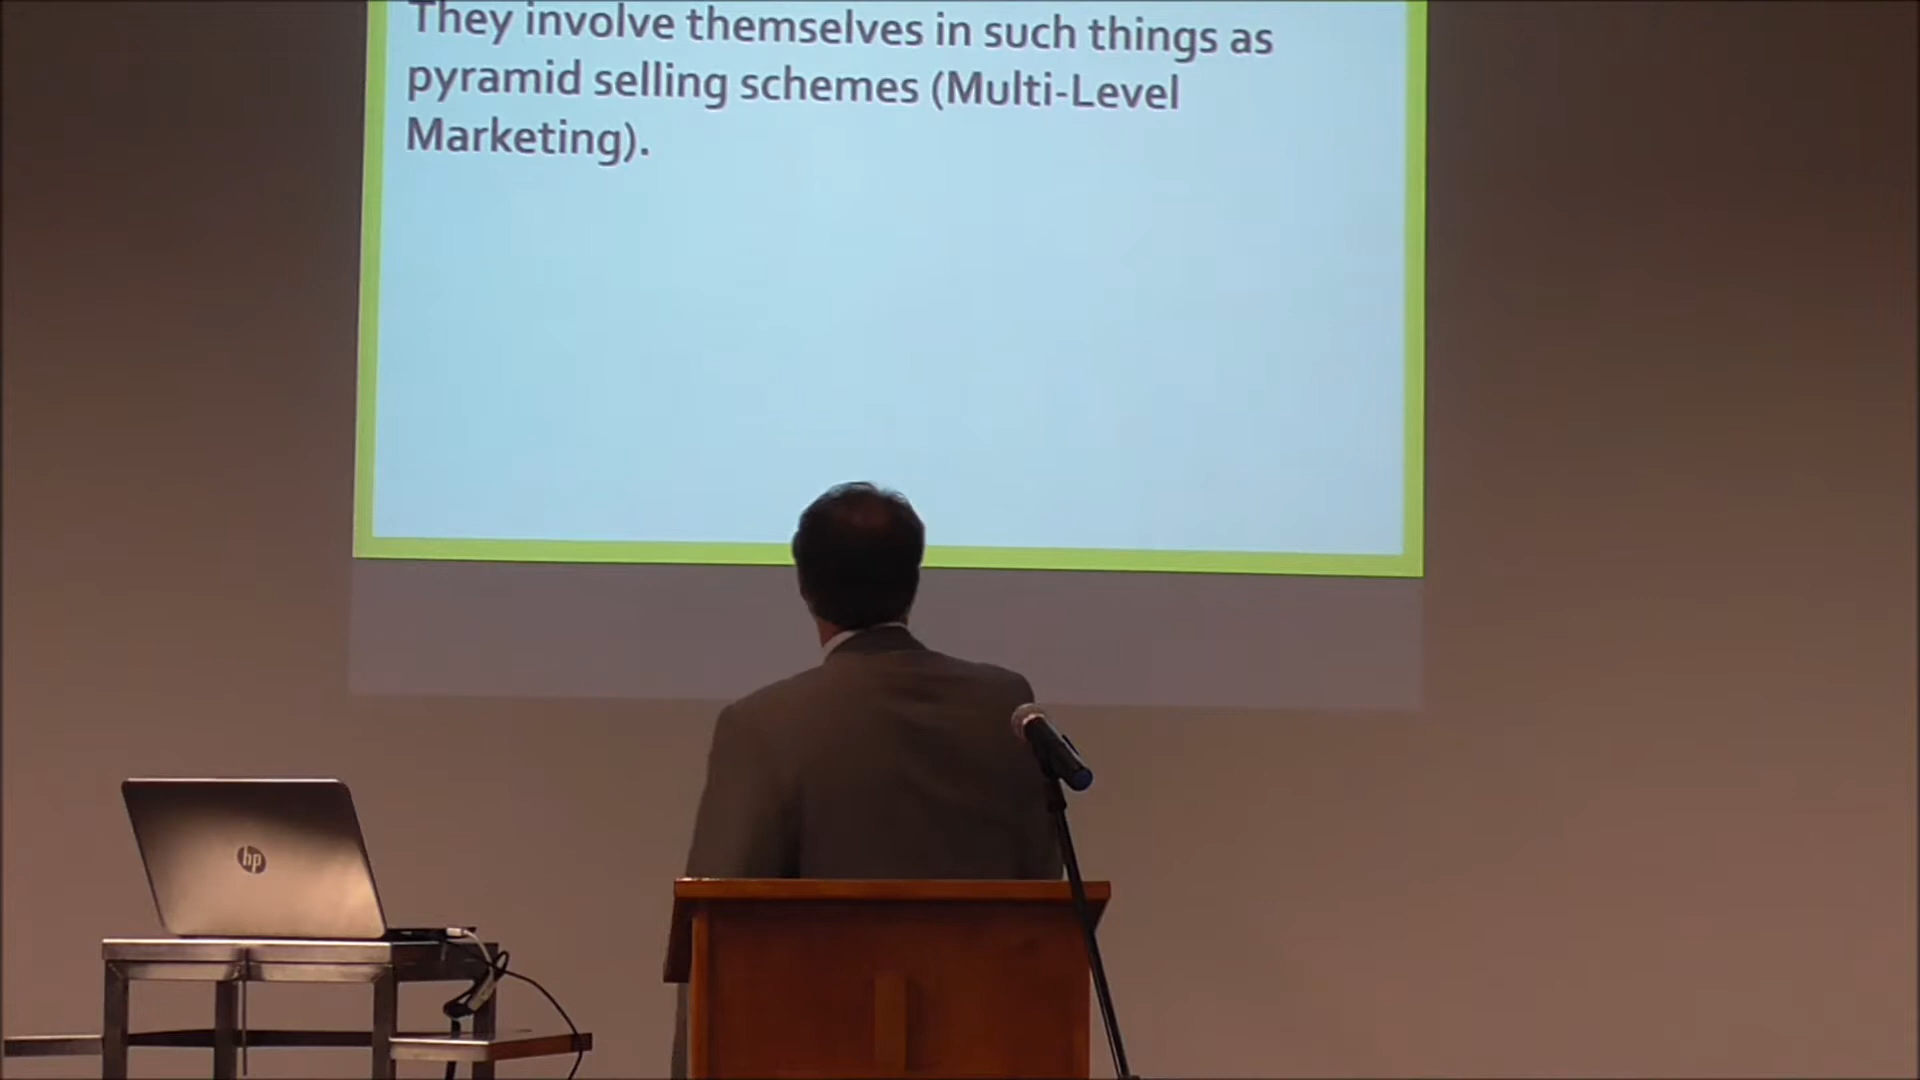 They involve themselves in such things as
pyramid selling schemes (Multi-Level
Marketing).
hp